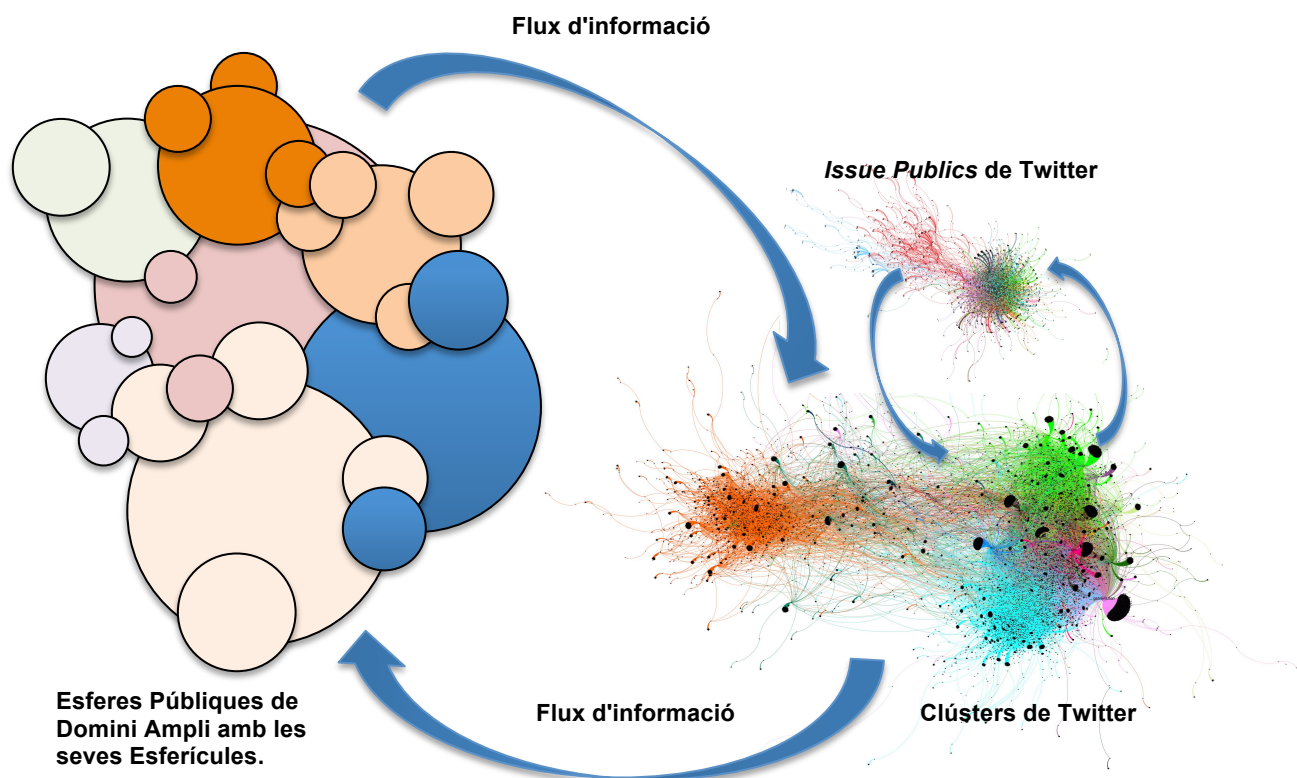 Flux d'informació
Issue Publics de Twitter
Esferes Públiques de
Domini Ampli amb les
seves Esferícules.
Flux d'informació
Clústers de Twitter